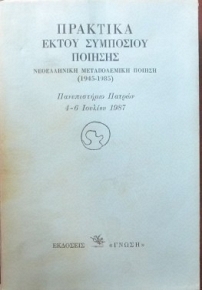 ΠΡΑΚΤΙΚΑ
ΕΚΤΟΥ ΣΥΜΠΟΣΙΟΥ
ΠΟΙΗΣΗΣ
ΝΕΟΕΛΛΗΝΙΚΗ ΜΕΤΑΠΟΛΕΜΙΚΗ ΠΟΙΗΣΗ
(1945-1985)
Πανεπιστήμιο Πατρών
4-6 Ιουλίου 1987
ΕΚΔΟΣΕΙΣ «ΓΝΩΣΗ»